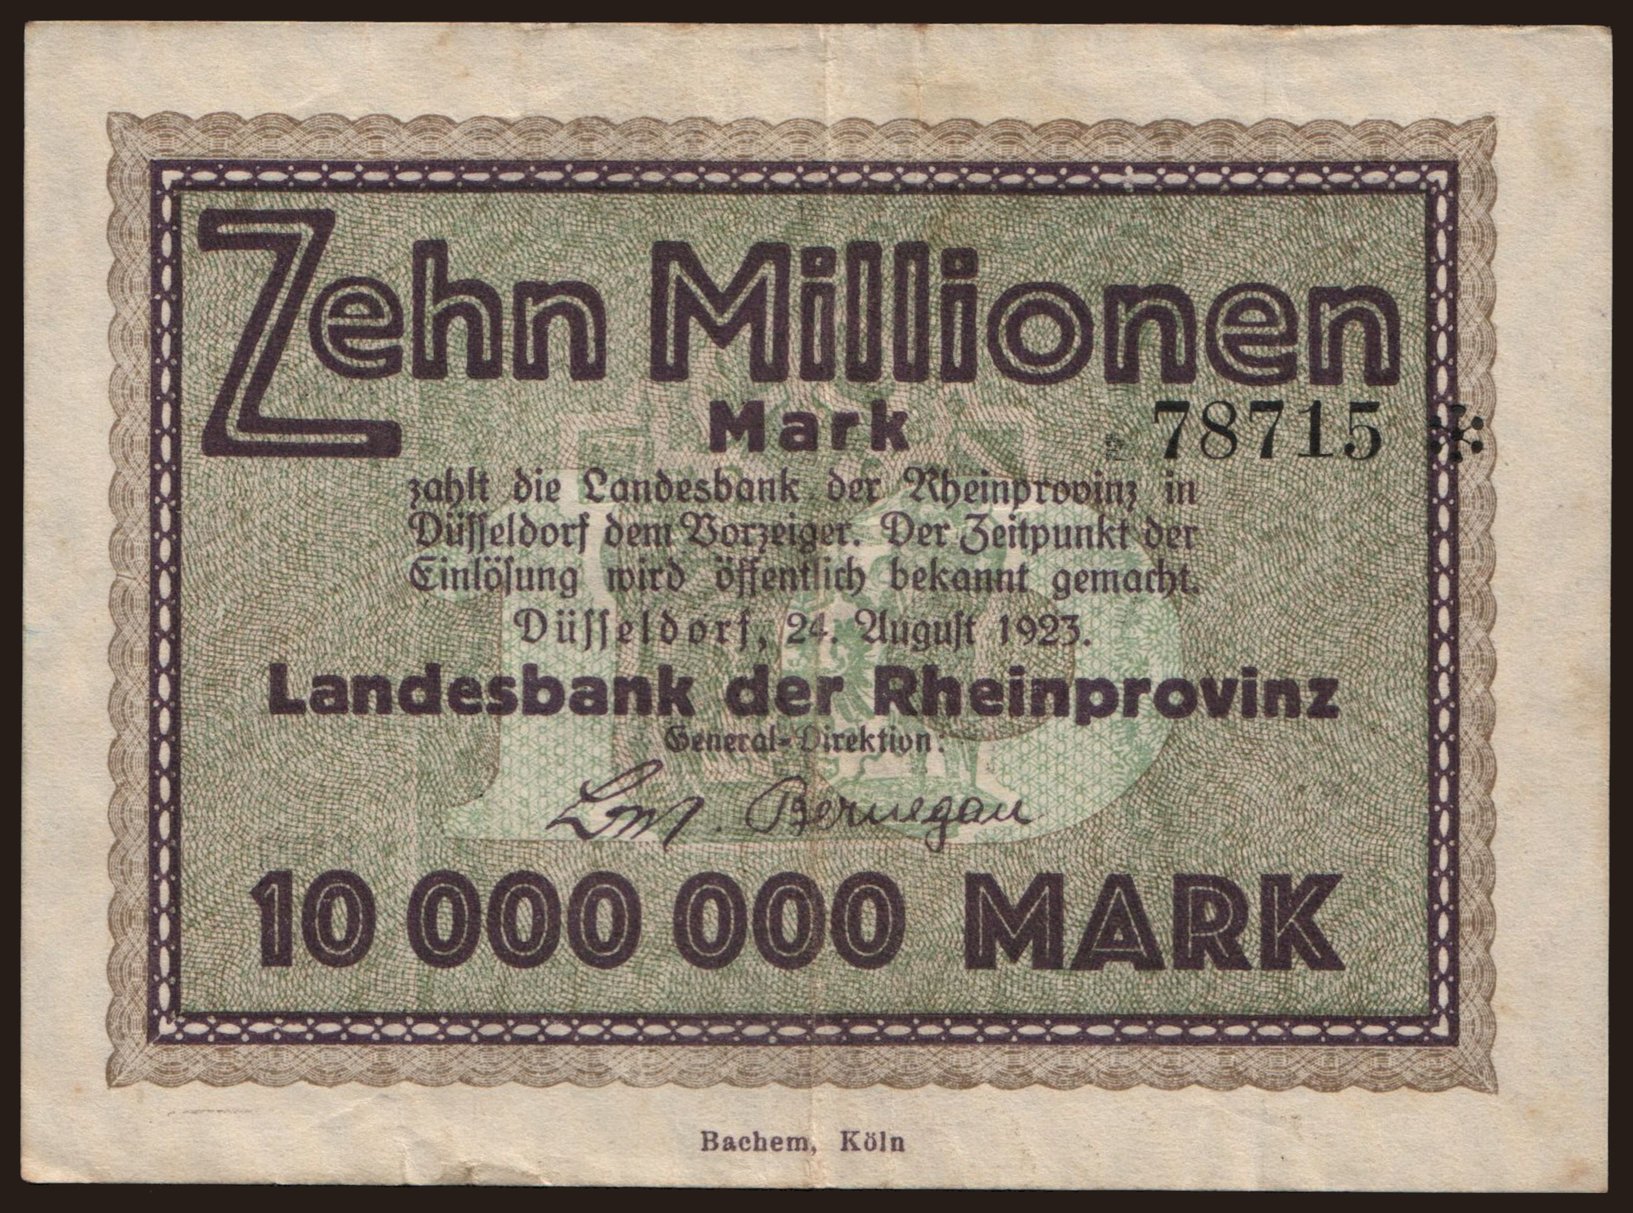 Zehn Millionen
Mark
78715 *
zahlt die Landesbank der Rheinprovinz in
Düsseldorf dem Vorzeiger. Der Zeitpunkt der
Einlösung wird öffentlich bekannt gemacht.
Düsseldorf, 24. August 1923.
Landesbank der Rheinprovinz
General-Direktion:
Bernegau
10 000 000 MARK
Bachem, Köln